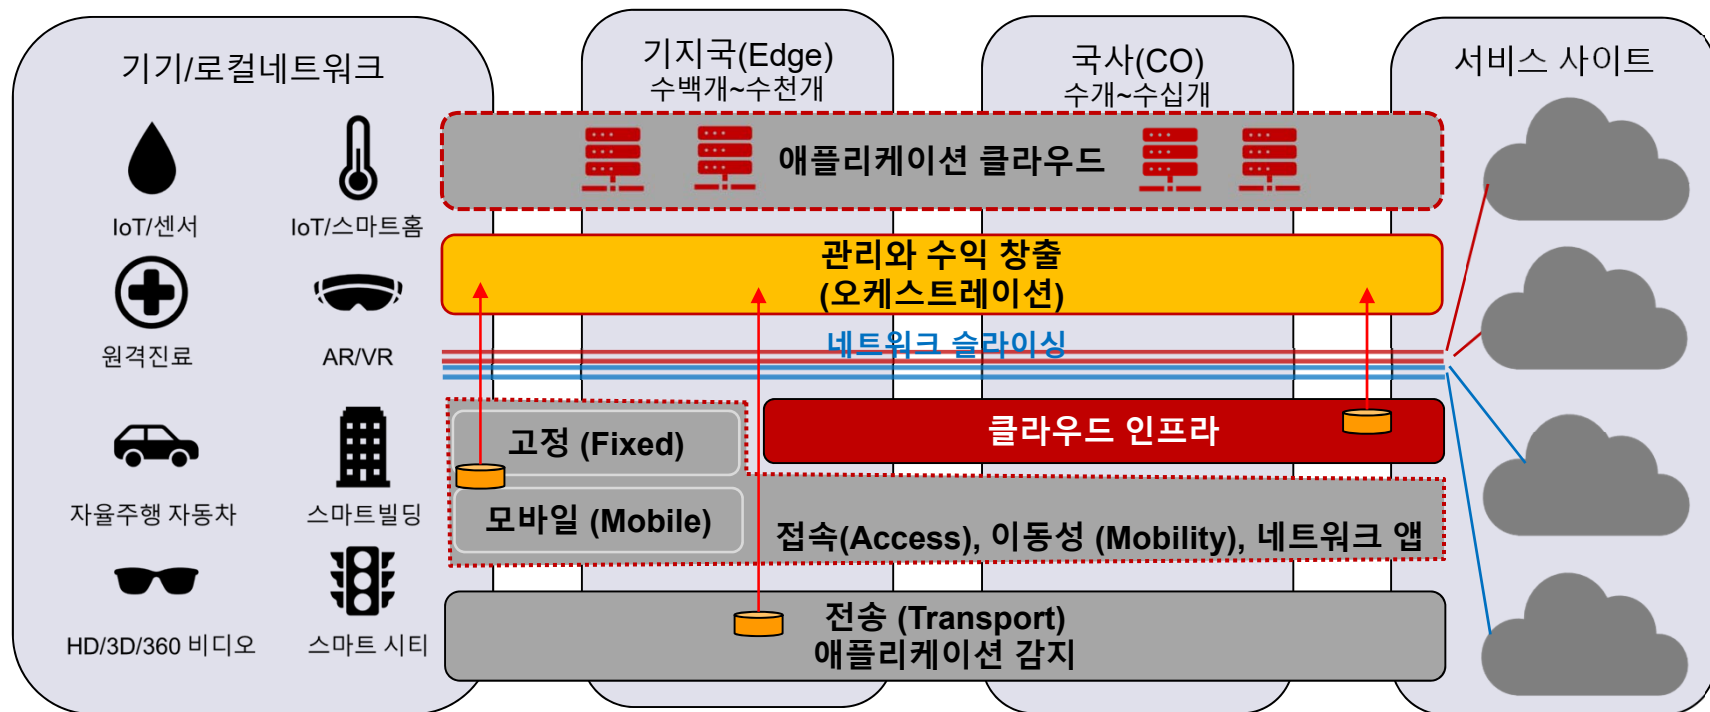 기기/로컬네트워크
IoT/센서
IoT/스마트홈
원격진료
AR/VR
자율주행 자동차
스마트빌딩
HD/3D/360 비디오
스마트 시티
기지국(Edge)
수백개~수천개
국사(CO)
수개~수십개
서비스 사이트
애플리케이션 클라우드
관리와 수익 창출
(오케스트레이션)
네트워크 슬라이싱
고정 (Fixed)
클라우드 인프라
모바일 (Mobile)
접속(Access), 이동성 (Mobility), 네트워크 앱
전송 (Transport)
애플리케이션 감지